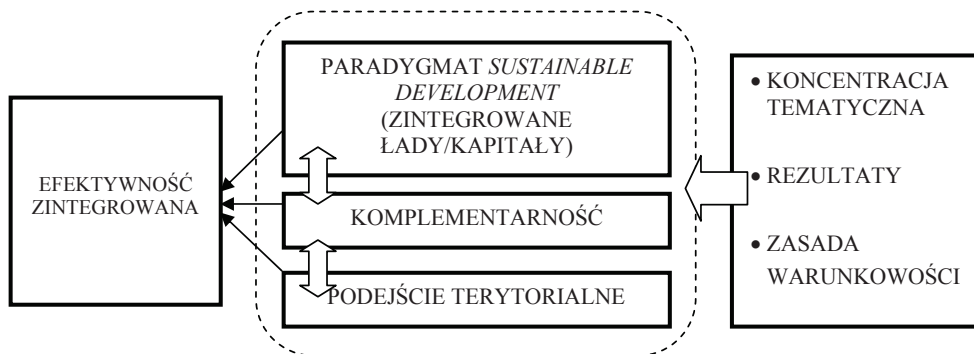 EFEKTYWNOŚĆ
ZINTEGROWANA
PARADYGMAT SUSTAINABLE
DEVELOPMENT
(ZINTEGROWANE
ŁADY/KAPITAŁY)
KOMPLEMENTARNOŚĆ
PODEJŚCIE TERYTORIALNE
• KONCENTRACJA
TEMATYCZNA
• REZULTATY
• ZASADA
WARUNKOWOŚCI